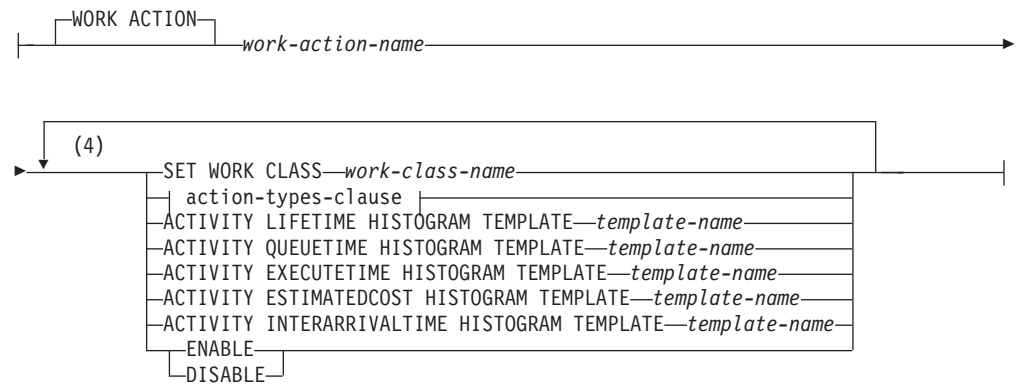 WORK ACTION
work-action-name
(4)
SET WORK CLASS work-class-name
action-types-clause
ACTIVITY LIFETIME HISTOGRAM TEMPLATE template-name
ACTIVITY QUEUETIME HISTOGRAM TEMPLATE template-name
ACTIVITY EXECUTETIME HISTOGRAM TEMPLATE template-name
ACTIVITY ESTIMATEDCOST HISTOGRAM TEMPLATE template-name
ACTIVITY INTERARRIVALTIME HISTOGRAM TEMPLATE template-name
ENABLE
DISABLE